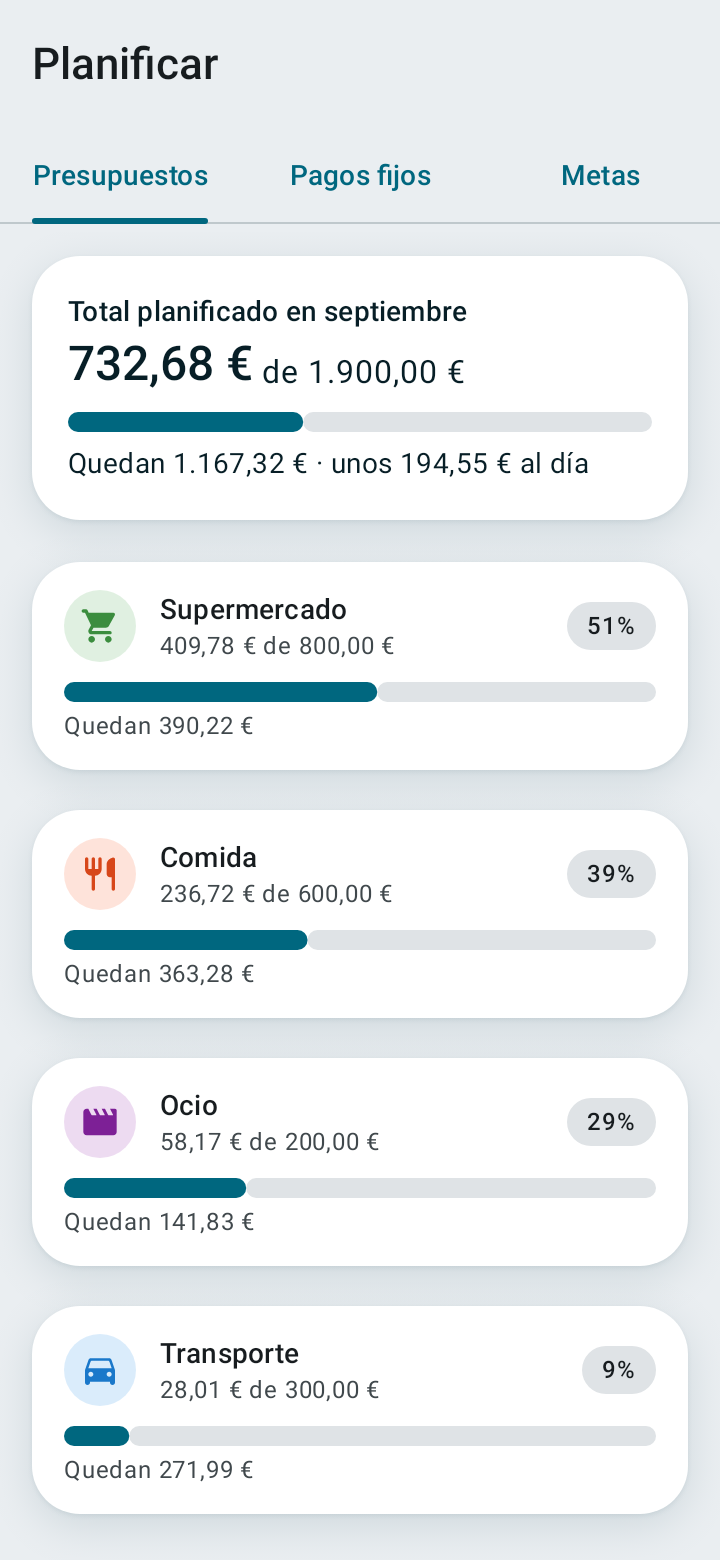 Planificar
Presupuestos
Pagos fijos
Metas
Total planificado en septiembre
732,68 € de 1.900,00 €
Quedan 1.167,32 € · unos 194,55 € al día
Supermercado
409,78 € de 800,00 €
51%
Quedan 390,22 €
Comida
236,72 € de 600,00 €
39%
Quedan 363,28 €
Ocio
58,17 € de 200,00 €
29%
Quedan 141,83 €
Transporte
28,01 € de 300,00 €
9%
Quedan 271,99 €